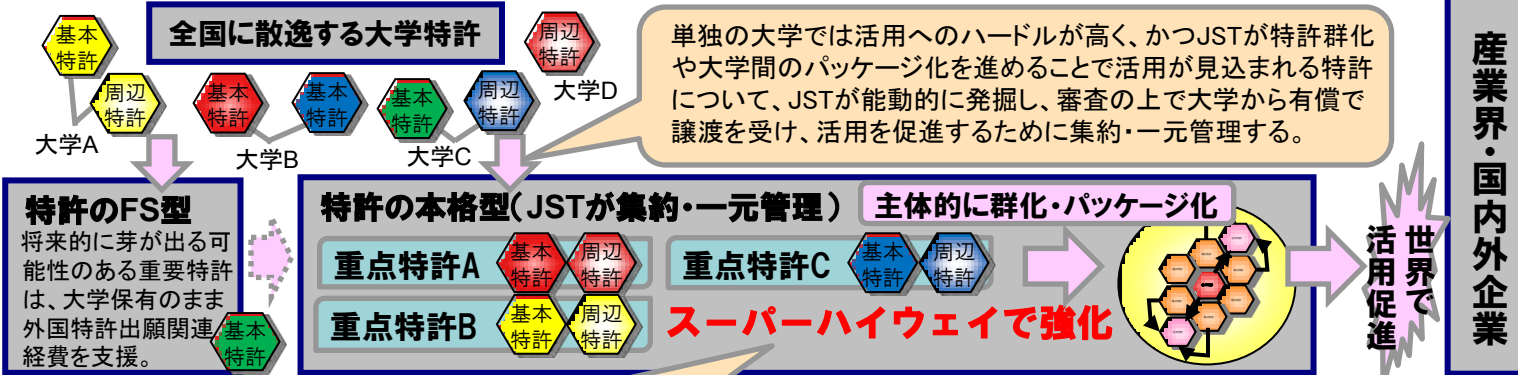 全国に散逸する大学特許
基本
特許
周辺
特許
大学A
基本
特許
基本
特許
大学B
基本
特許
周辺
特許
大学C
周辺
特許
大学D
単独の大学では活用へのハードルが高く、かつJSTが特許群化
や大学間のパッケージ化を進めることで活用が見込まれる特許
について、JSTが能動的に発掘し、審査の上で大学から有償で
譲渡を受け、活用を促進するために集約・一元管理する。
特許のFS型
将来的に芽が出る可
能性のある重要特許
は、大学保有のまま
外国特許出願関連
経費を支援。
基本
特許
特許の本格型(JSTが集約・一元管理)
主体的に群化・パッケージ化
重点特許A
基本
特許
周辺
特許
重点特許C
基本
特許
周辺
特許
重点特許B
基本
特許
周辺
特許
スーパーハイウェイで強化
世界で
活用促進
産業界・国内外企業